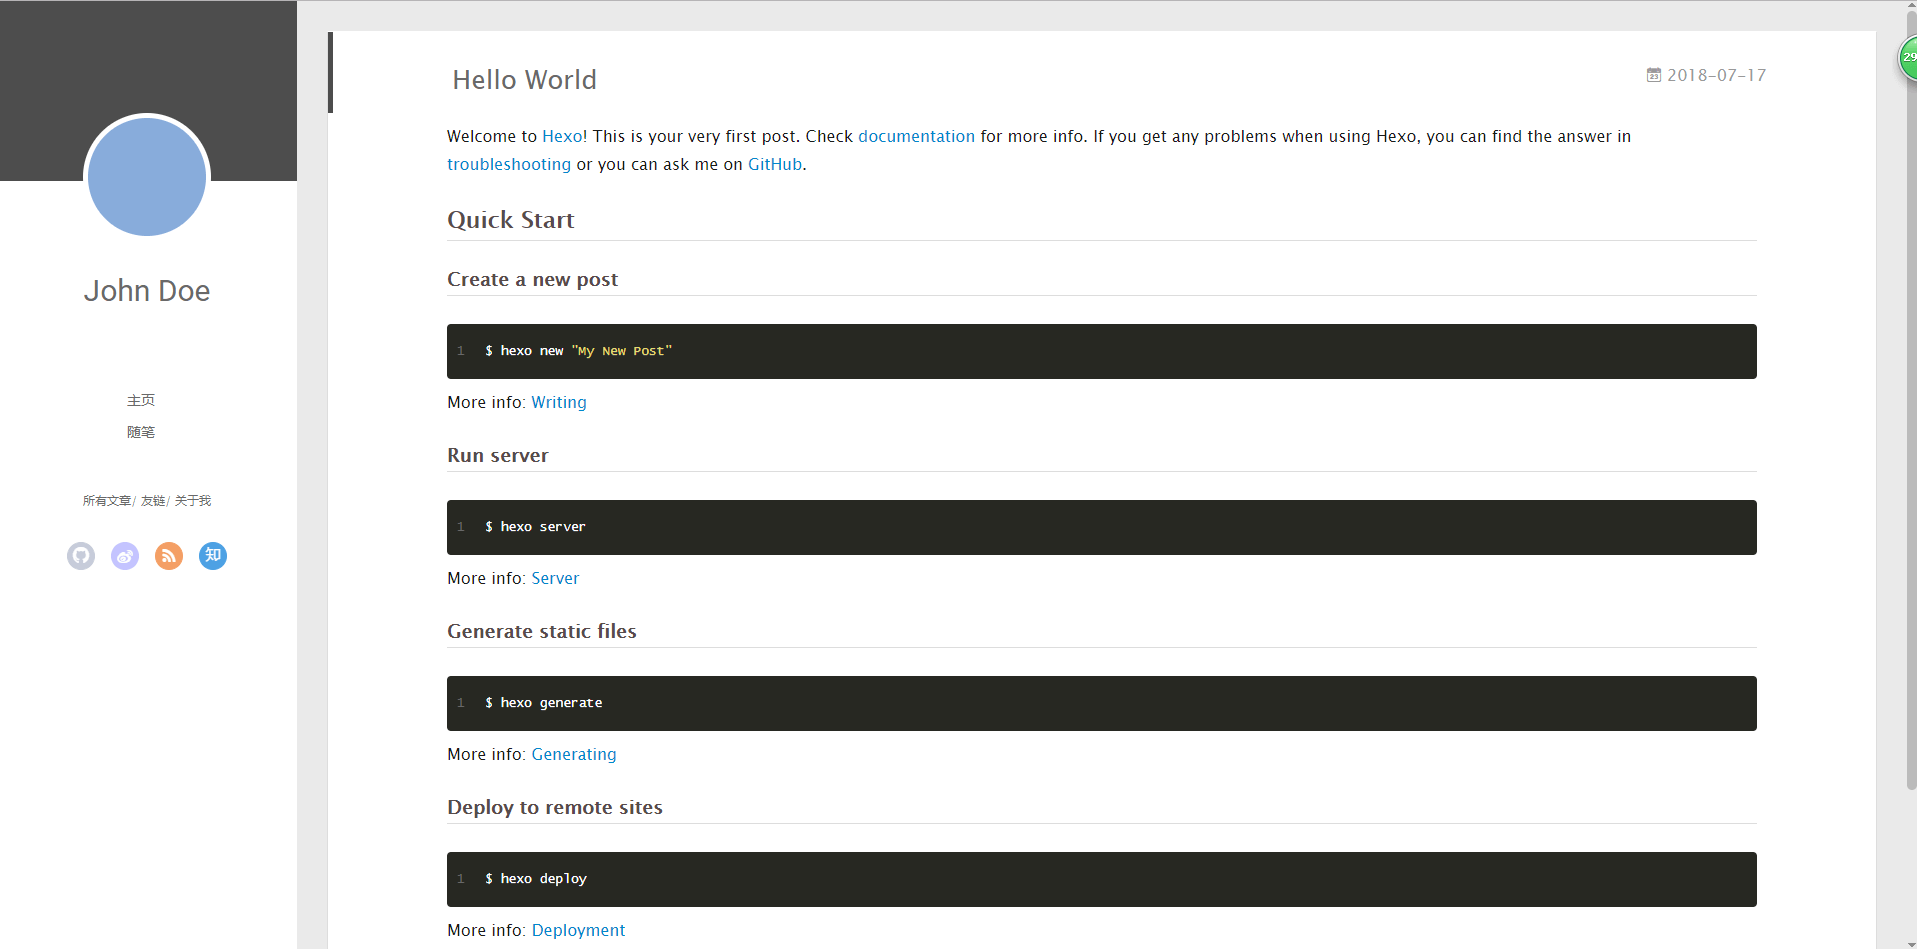 John Doe
主页
随笔
所有文章/ 友链/ 关于我
知
Hello World
23 2018-07-17
Welcome to Hexo! This is your very first post. Check documentation for more info. If you get any problems when using Hexo, you can find the answer in
troubleshooting or you can ask me on GitHub.
Quick Start
Create a new post
1 $ hexo new "My New Post"
More info: Writing
Run server
1 $ hexo server
More info: Server
Generate static files
1 $ hexo generate
More info: Generating
Deploy to remote sites
1 $ hexo deploy
More info: Deployment
29